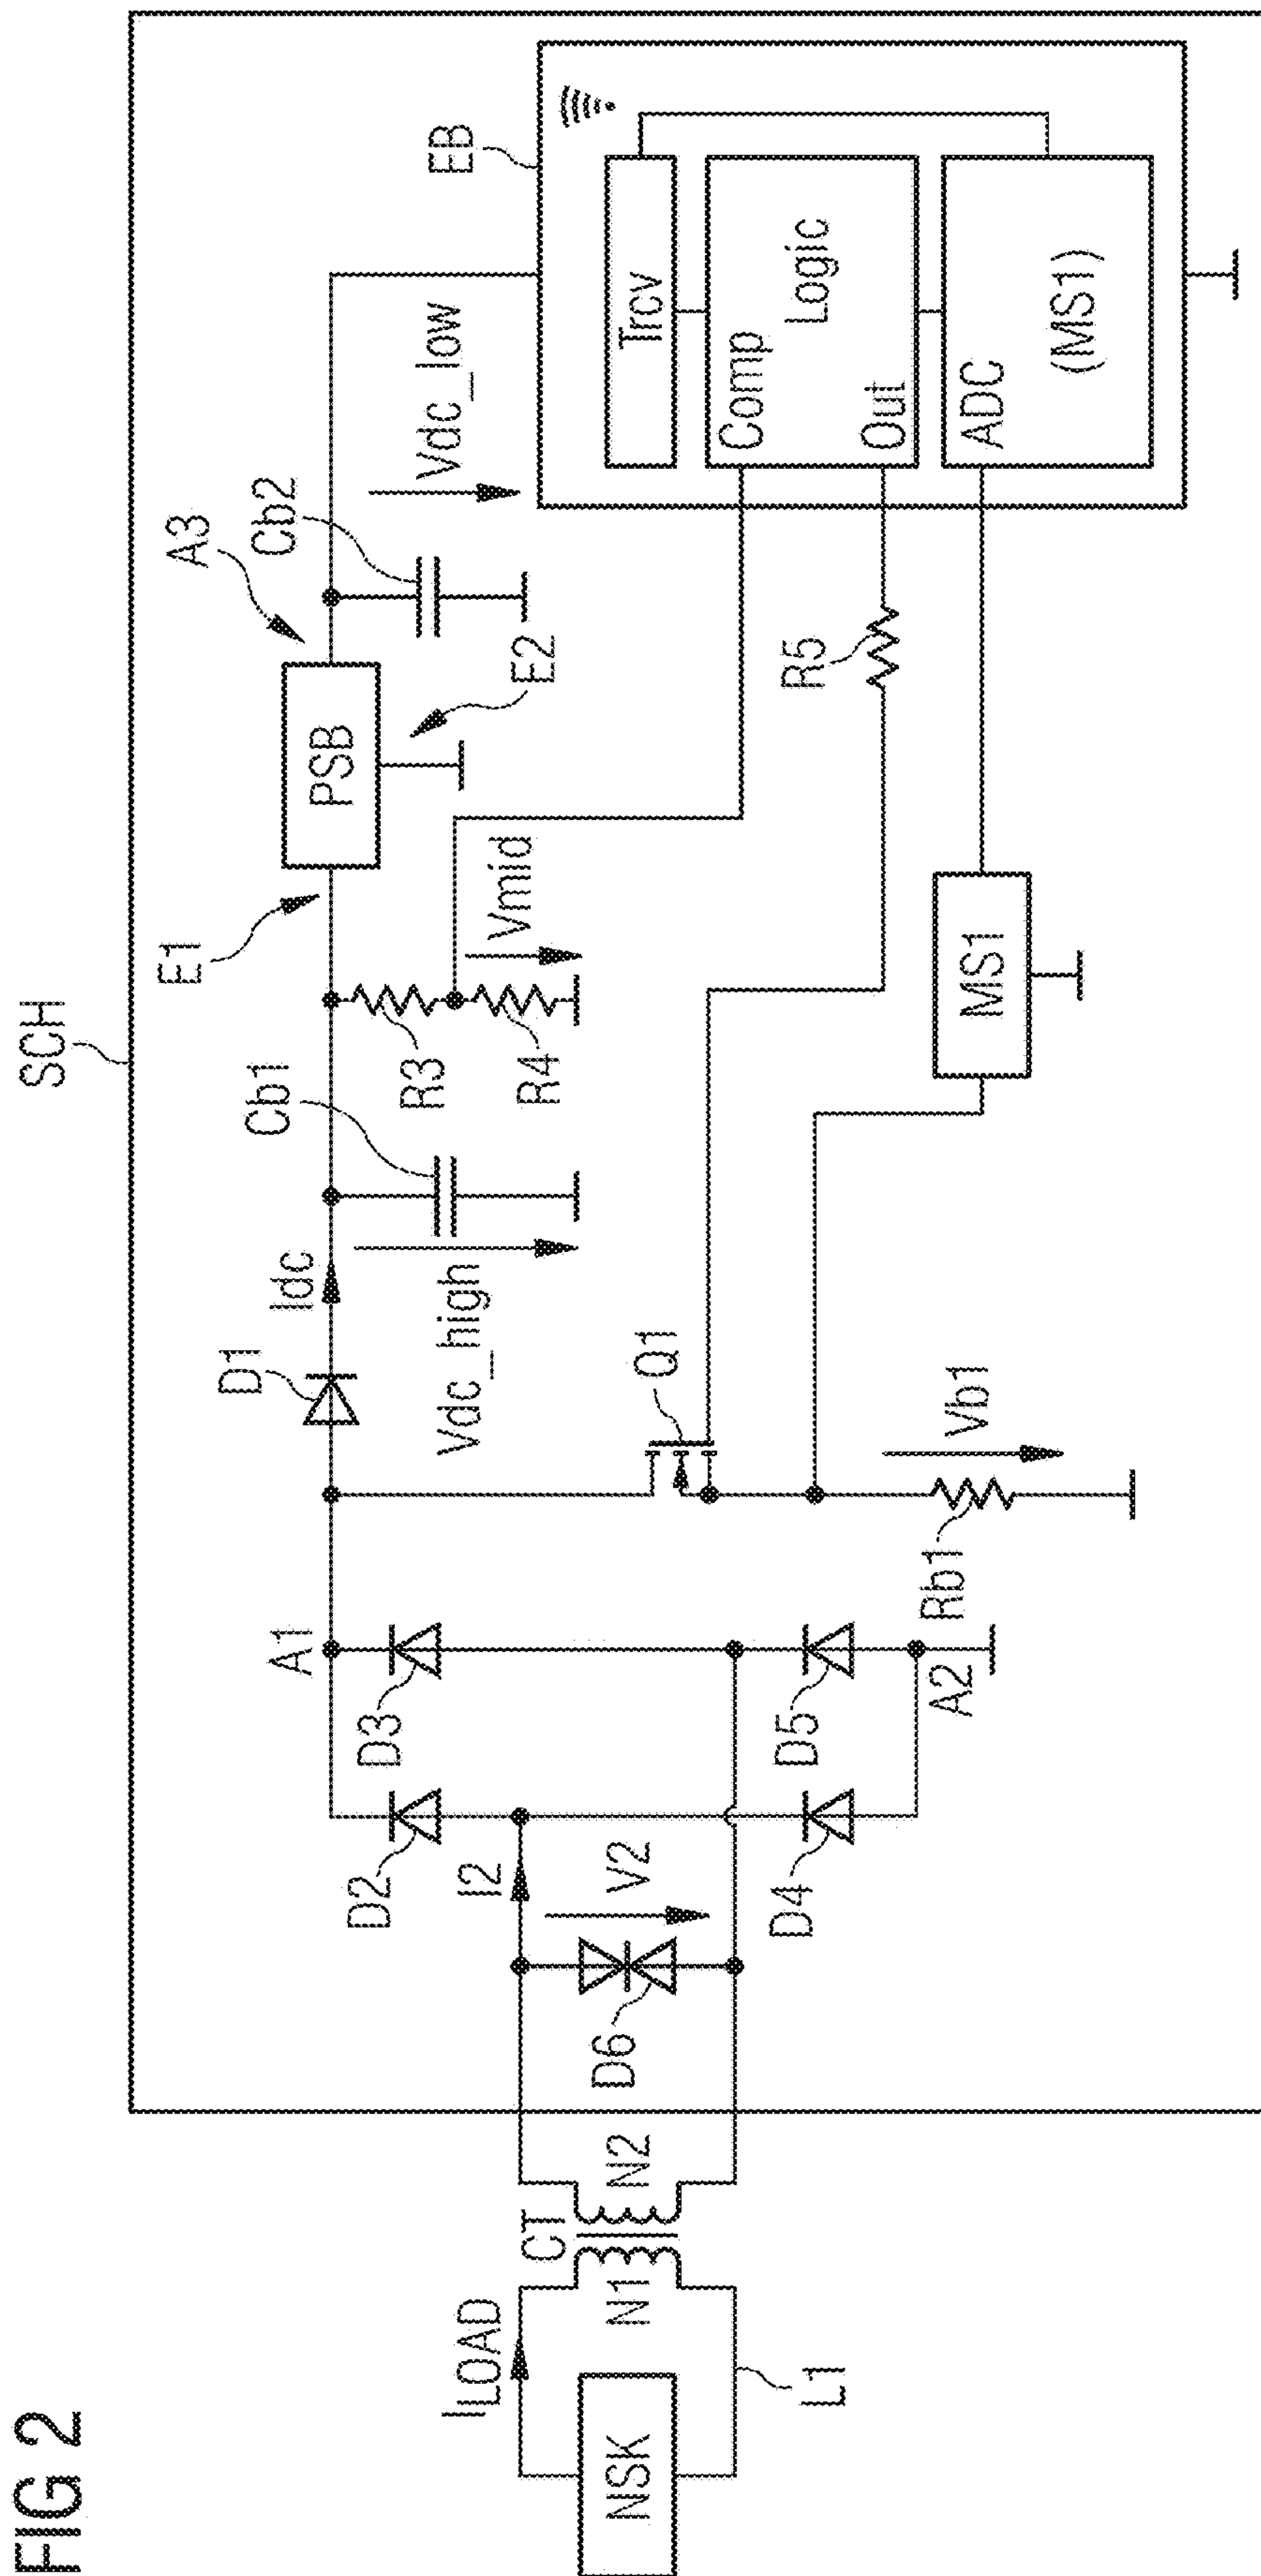 FIG 2
SCH
NSK
I LOAD
L1
CT
N1
N2
D6
V2
I2
D2
D3
D4
D5
A1
A2
D1
Idc
Vdc_high
Cb1
Q1
Rb1
Vb1
R3
R4
Vmid
E1
PSB
E2
A3
Cb2
Vdc_low
R5
MS1
EB
Trcv
Comp
Logic
Out
ADC
(MS1)